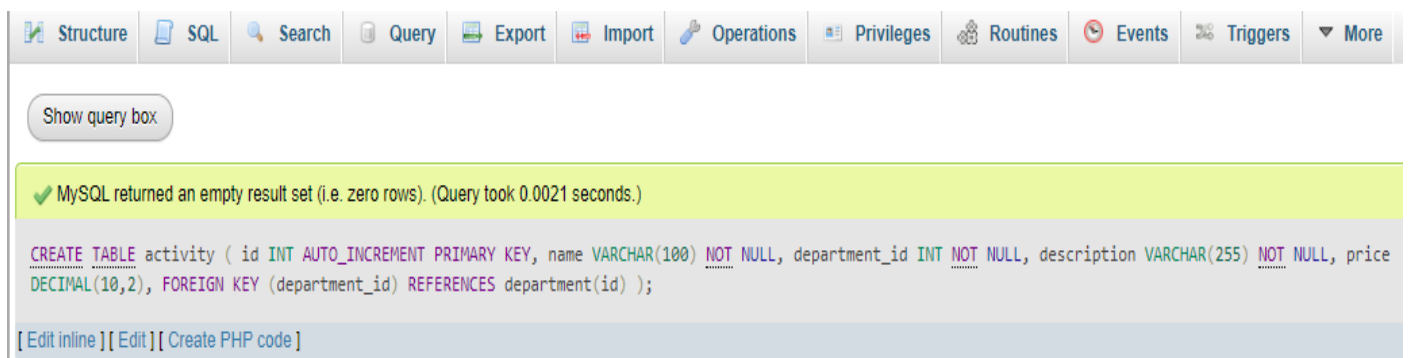 Structure SQL Search Query Export Import Operations Privileges Routines Events Triggers More
Show query box
MySQL returned an empty result set (i.e. zero rows). (Query took 0.0021 seconds.)
CREATE TABLE activity ( id INT AUTO_INCREMENT PRIMARY KEY, name VARCHAR(100) NOT NULL, department_id INT NOT NULL, description VARCHAR(255) NOT NULL, price
DECIMAL(10,2), FOREIGN KEY (department_id) REFERENCES department(id) );
[ Edit inline ] [ Edit ] [ Create PHP code ]